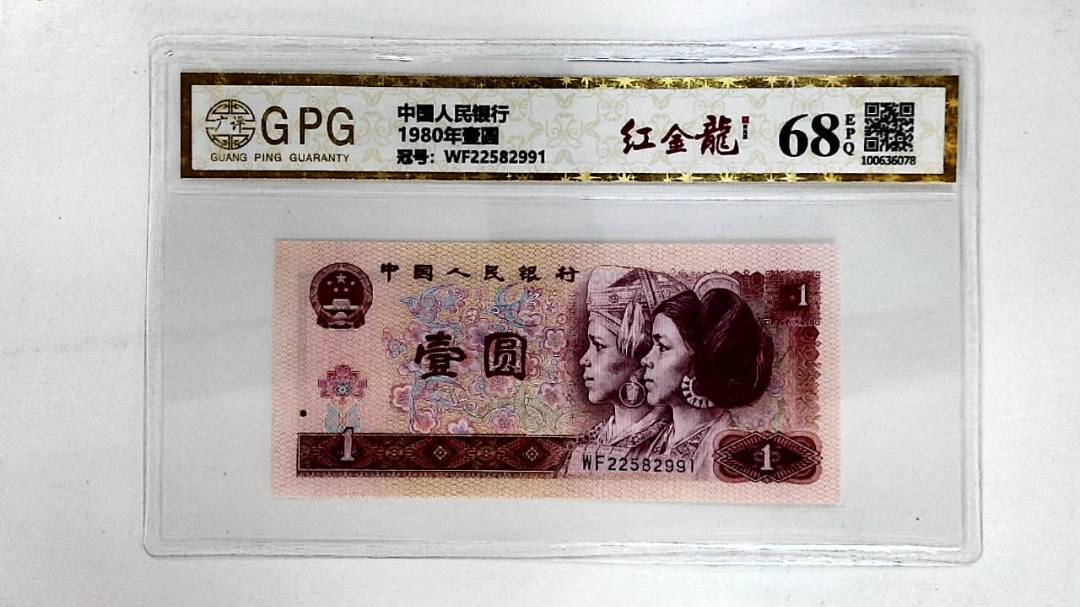 广评
GPG
GUANG PING GUARANTY
中国人民银行
1980年壹圆
冠号：WF22582991
红金龍
68
EPQ
100636078
中国人民银行
1
壹圆
1
WF22582991
1